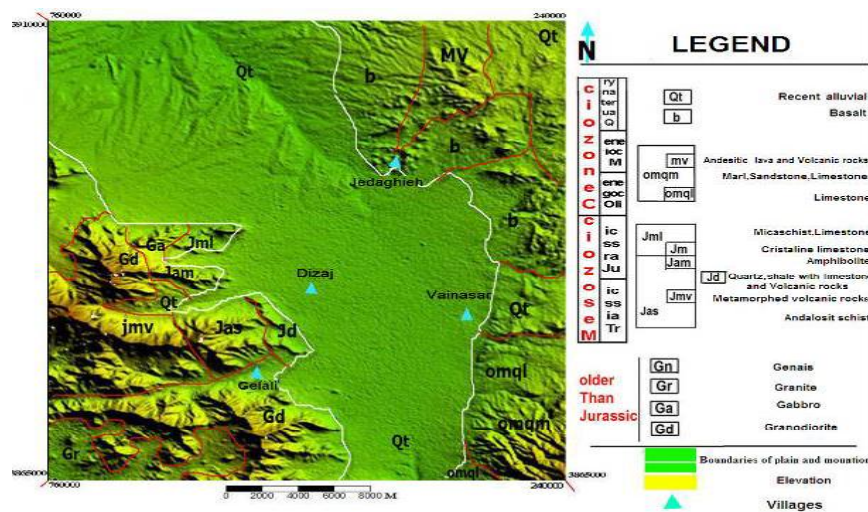 760000
240000
3910000
Qt
MV
Qt
b
b
Jedaghieh
b
Ga
Jml
Gd
Jam
Qt
Dizaj
Vainasar
Qt
jmv
Jas
Jd
Gelali
omql
Gd
omqm
Gr
Qt
omql
3865000
3865000
760000
240000
0 2000 4000 6000 8000 M
N
LEGEND
Qt Recent alluvial
b Basalt
mv Andesitic lava and Volcanic rocks
omqm Marl,Sandstone,Limestone
omql Limestone
Jml Micaschist,Limestone
Jm Cristaline limestone
Jam Amphibolite
Jd Quartz,shale with limestone
and Volcanic rocks
Jmv Metamorphed volcanic rocks
Jas Andalosit schist
older
Than
Jurassic
Gn Genais
Gr Granite
Ga Gabbro
Gd Granodiorite
Boundaries of plain and mountion
Elevation
Villages